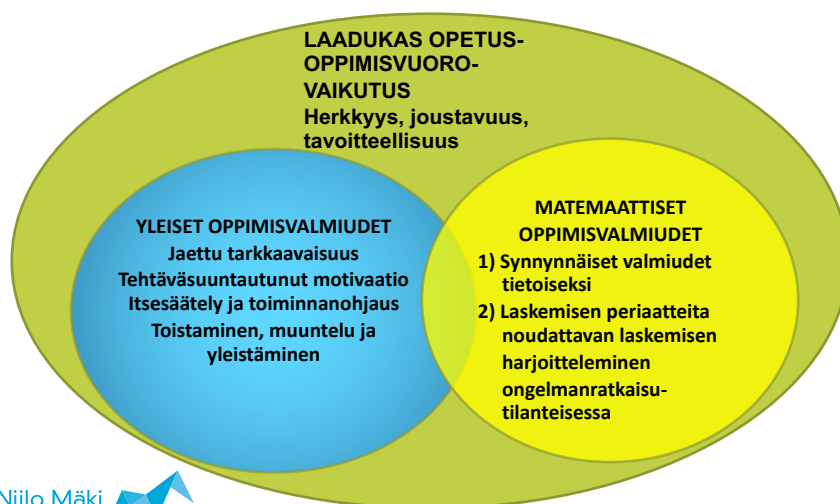 LAADUKAS OPETUS-
OPPIMISVUORO-
VAIKUTUS
Herkkyys, joustavuus,
tavoitteellisuus
YLEISET OPPIMISVALMIUDET
Jaettu tarkkaavaisuus
Tehtäväsuuntautunut motivaatio
Itsesäätely ja toiminnanohjaus
Toistaminen, muuntelu ja
yleistäminen
MATEMAATTISET
OPPIMISVALMIUDET
1) Synnynnäiset valmiudet
tietoiseksi
2) Laskemisen periaatteita
noudattavan laskemisen
harjoitteleminen
ongelmanratkaisu-
tilanteisessa
Niilo Mäki